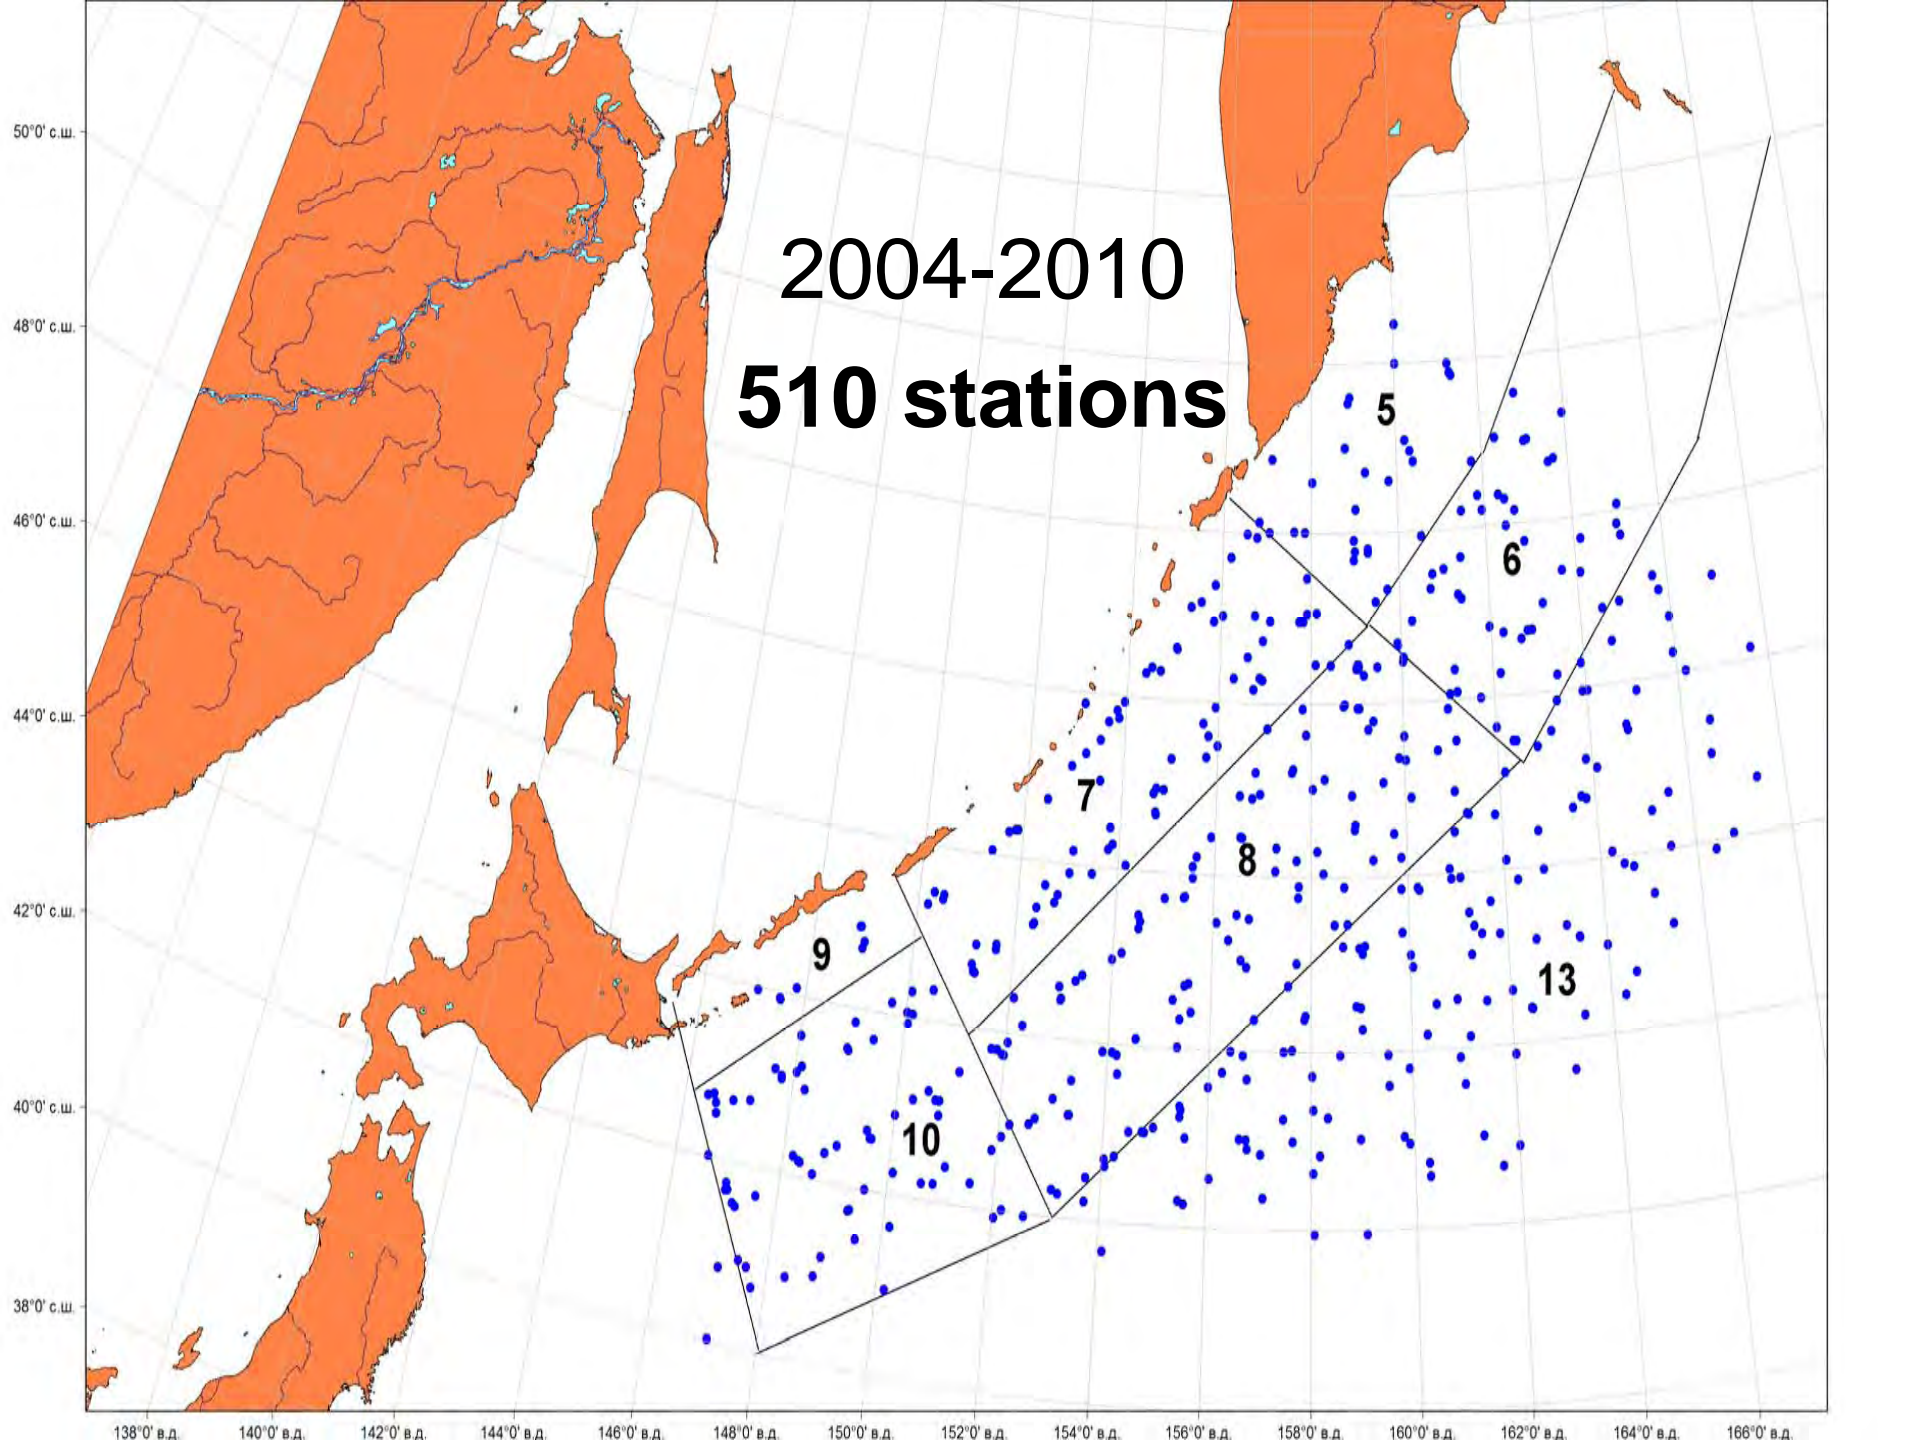 2004-2010
510 stations
50°0' с.ш.
48°0' с.ш.
46°0' с.ш.
44°0' с.ш.
42°0' с.ш.
40°0' с.ш.
38°0' с.ш.
5
6
7
8
9
13
10
138°0' в.д.
140°0' в.д.
142°0' в.д.
144°0' в.д.
146°0' в.д.
148°0' в.д.
150°0' в.д.
152°0' в.д.
154°0' в.д.
156°0' в.д.
158°0' в.д.
160°0' в.д.
162°0' в.д.
164°0' в.д.
166°0' в.д.